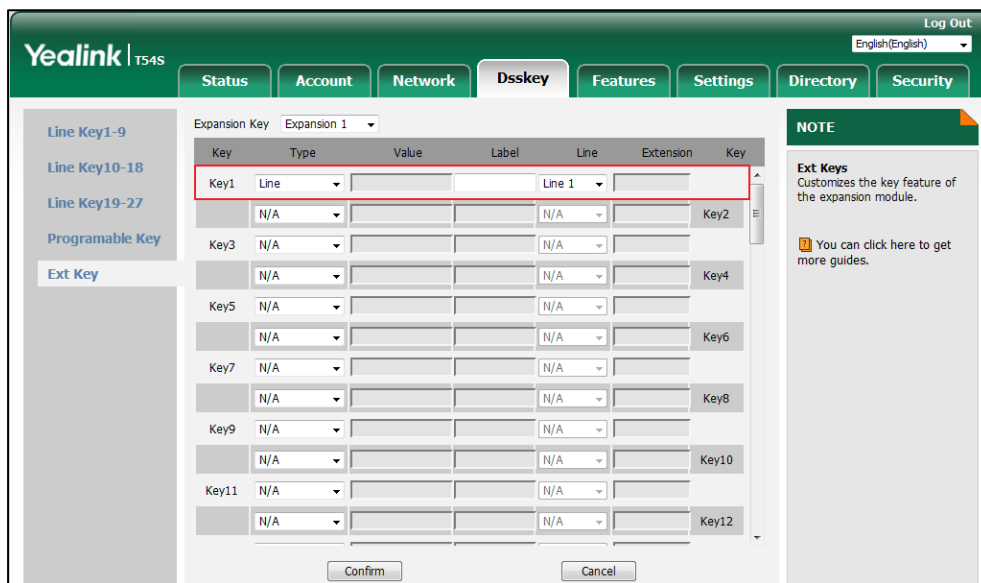 Log Out
Yealink T54S
English(English)
Status Account Network Dsskey Features Settings Directory Security
Line Key1-9
Line Key10-18
Line Key19-27
Programable Key
Ext Key
Expansion Key Expansion 1
Key Type Value Label Line Extension Key
Key1 Line Line 1
N/A N/A Key2
Key3 N/A N/A
N/A N/A Key4
Key5 N/A N/A
N/A N/A Key6
Key7 N/A N/A
N/A N/A Key8
Key9 N/A N/A
N/A N/A Key10
Key11 N/A N/A
N/A N/A Key12
Confirm Cancel
NOTE
Ext Keys
Customizes the key feature of
the expansion module.
? You can click here to get
more guides.